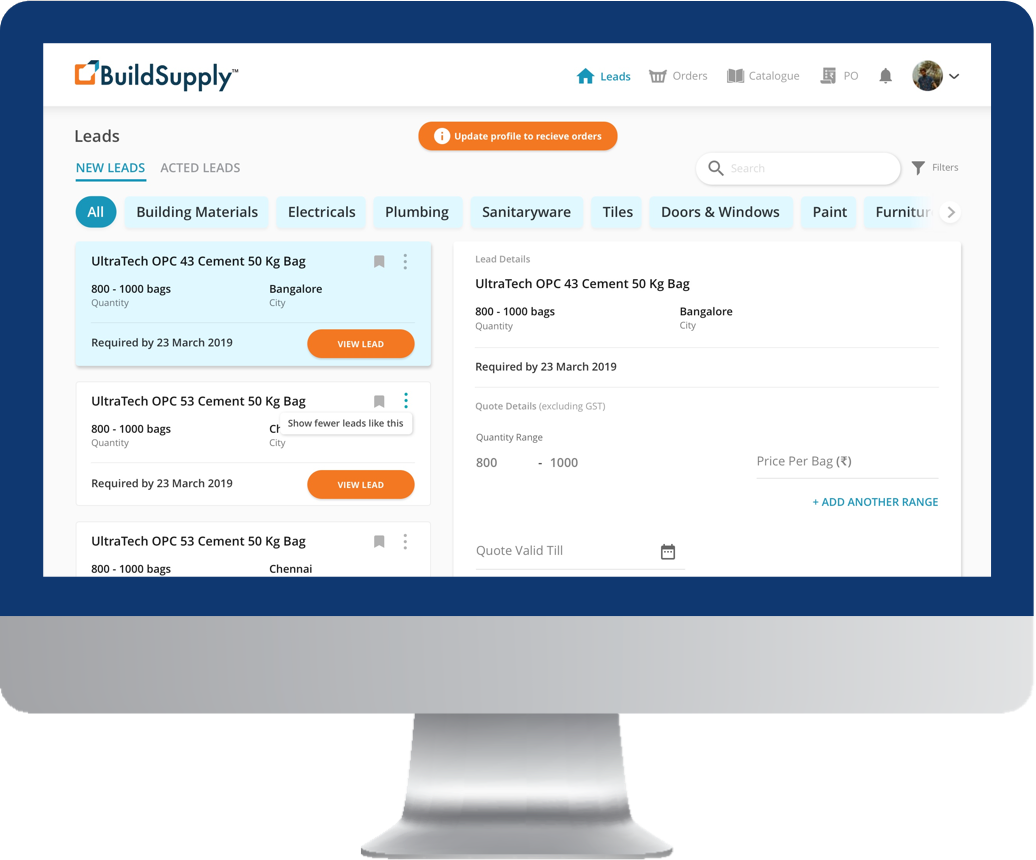 BuildSupply™
Leads
Orders
Catalogue
PO
Leads
Update profile to recieve orders
NEW LEADS
ACTED LEADS
Search
Filters
All
Building Materials
Electricals
Plumbing
Sanitaryware
Tiles
Doors & Windows
Paint
Furnitur
UltraTech OPC 43 Cement 50 Kg Bag
800 - 1000 bags
Bangalore
Quantity
City
Required by 23 March 2019
VIEW LEAD
UltraTech OPC 53 Cement 50 Kg Bag
Show fewer leads like this
800 - 1000 bags
Ch
Quantity
City
Required by 23 March 2019
VIEW LEAD
UltraTech OPC 53 Cement 50 Kg Bag
800 - 1000 bags
Chennai
Lead Details
UltraTech OPC 43 Cement 50 Kg Bag
800 - 1000 bags
Bangalore
Quantity
City
Required by 23 March 2019
Quote Details (excluding GST)
Quantity Range
800 - 1000
Price Per Bag (₹)
+ ADD ANOTHER RANGE
Quote Valid Till